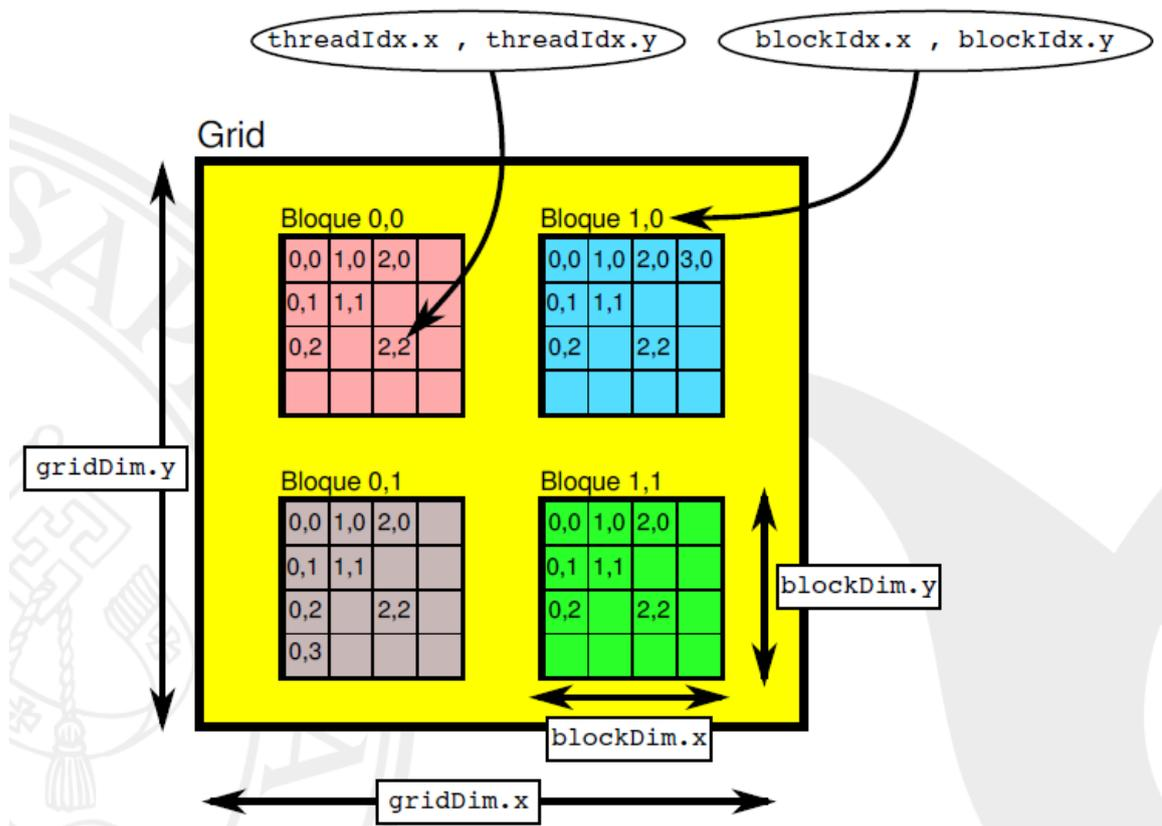 threadIdx.x , threadIdx.y
blockIdx.x , blockIdx.y
Grid
Bloque 0,0
0,0 1,0 2,0
0,1 1,1
0,2 2,2
Bloque 1,0
0,0 1,0 2,0 3,0
0,1 1,1
0,2 2,2
gridDim.y
Bloque 0,1
0,0 1,0 2,0
0,1 1,1
0,2 2,2
0,3
Bloque 1,1
0,0 1,0 2,0
0,1 1,1
0,2 2,2
blockDim.y
blockDim.x
gridDim.x